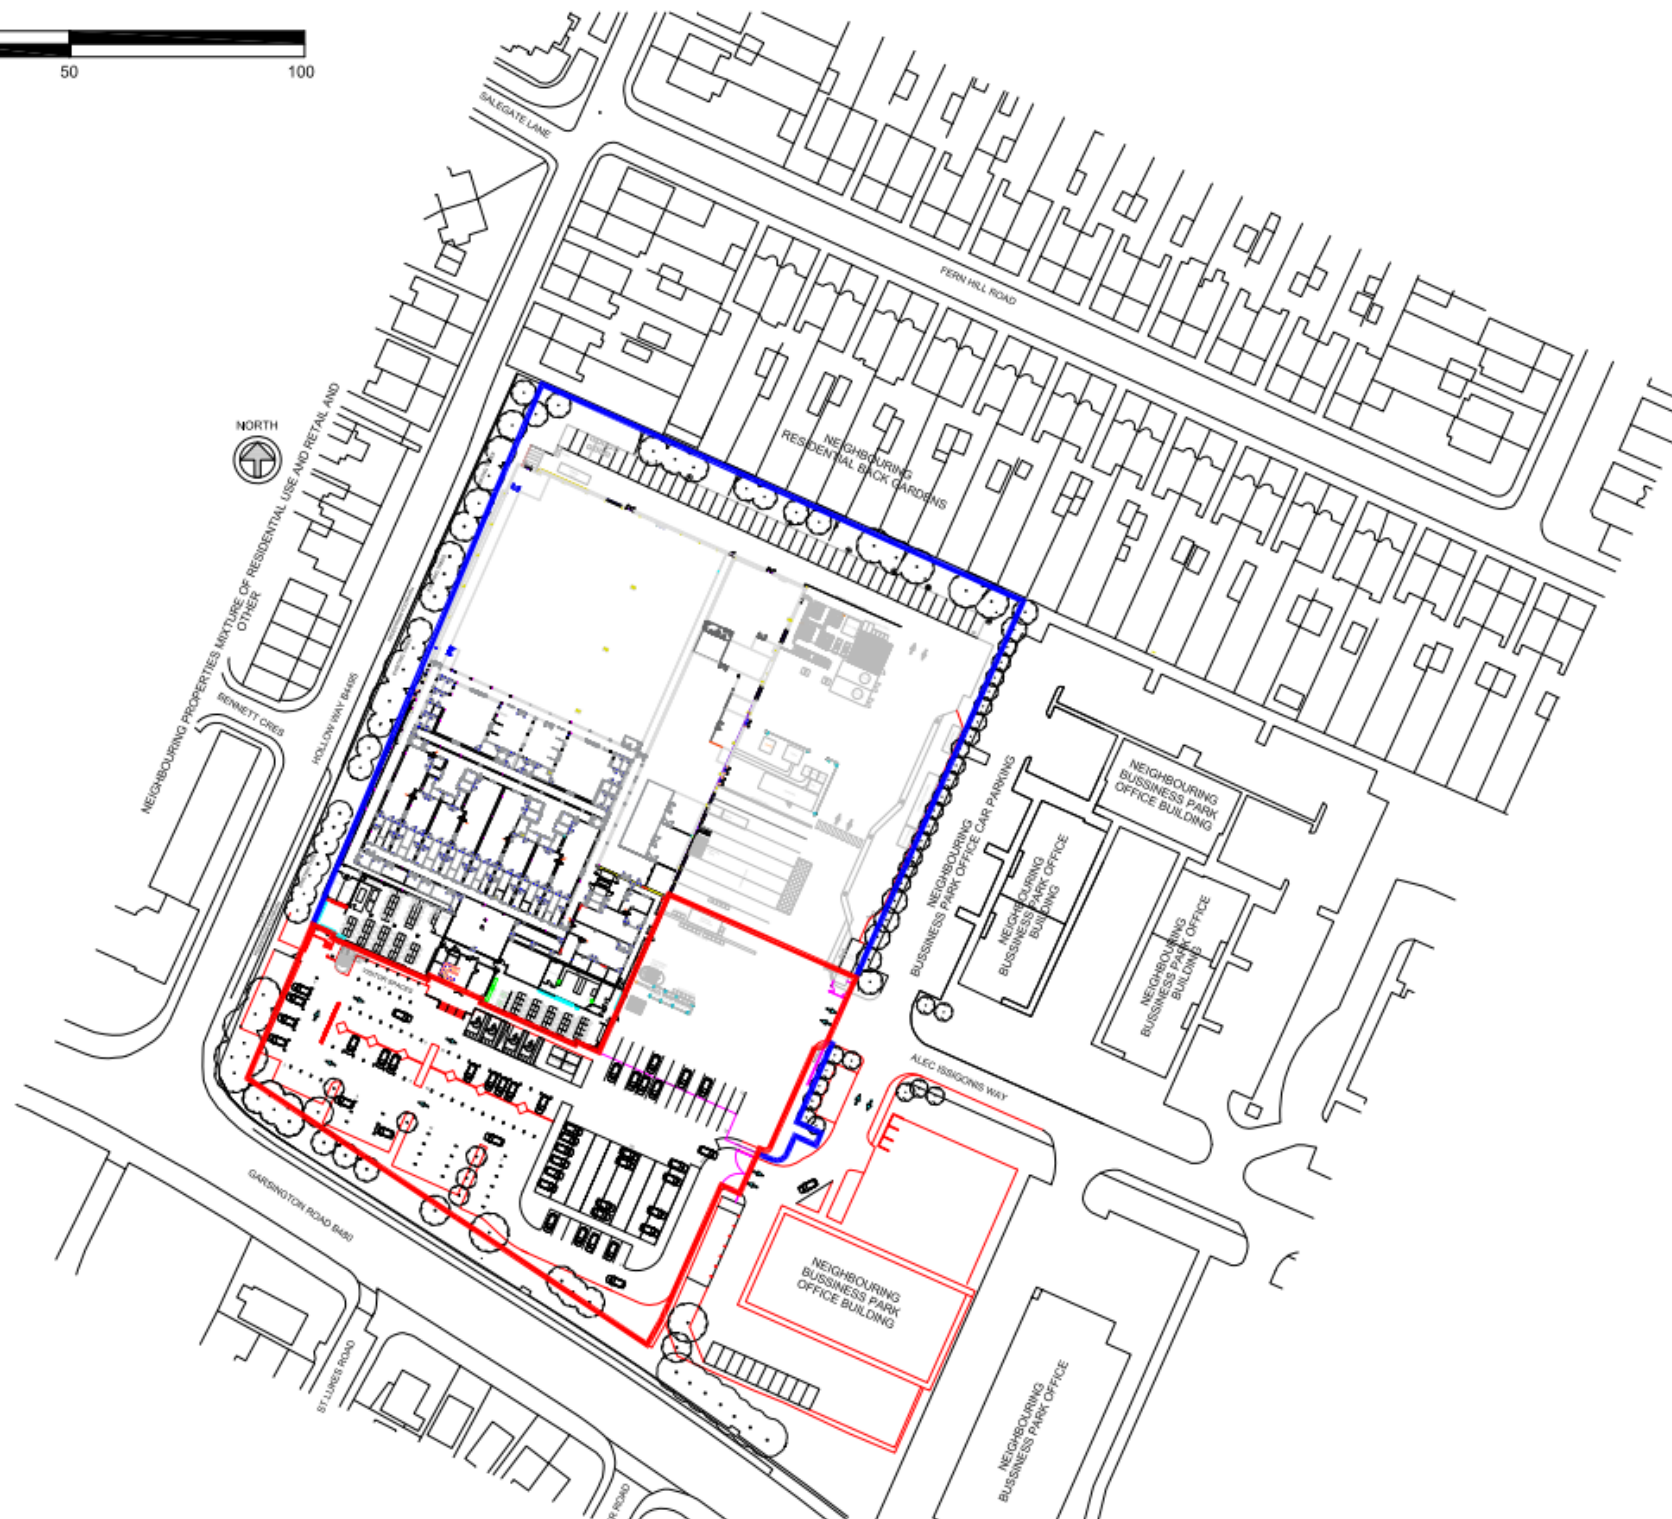 50
100
SALEGATE LANE
FERN HILL ROAD
NORTH
NEIGHBOURING PROPERTIES MIXTURE OF RESIDENTIAL USE AND RETAIL AND
OTHER
NEIGHBOURING
RESIDENTIAL BACK GARDENS
BENNETT CRES
HOLLOW WAY B4495
VISITOR SPACES
NEIGHBOURING
BUSSINESS PARK OFFICE CAR PARKING
NEIGHBOURING
BUSSINESS PARK
OFFICE BUILDING
NEIGHBOURING
BUSSINESS PARK OFFICE
BUILDING
NEIGHBOURING
BUSSINESS PARK OFFICE
BUILDING
ALEC ISSIGONIS WAY
GARSINGTON ROAD B480
NEIGHBOURING
BUSSINESS PARK
OFFICE BUILDING
ST LUKES ROAD
NEIGHBOURING
BUSSINESS PARK OFFICE
R ROAD